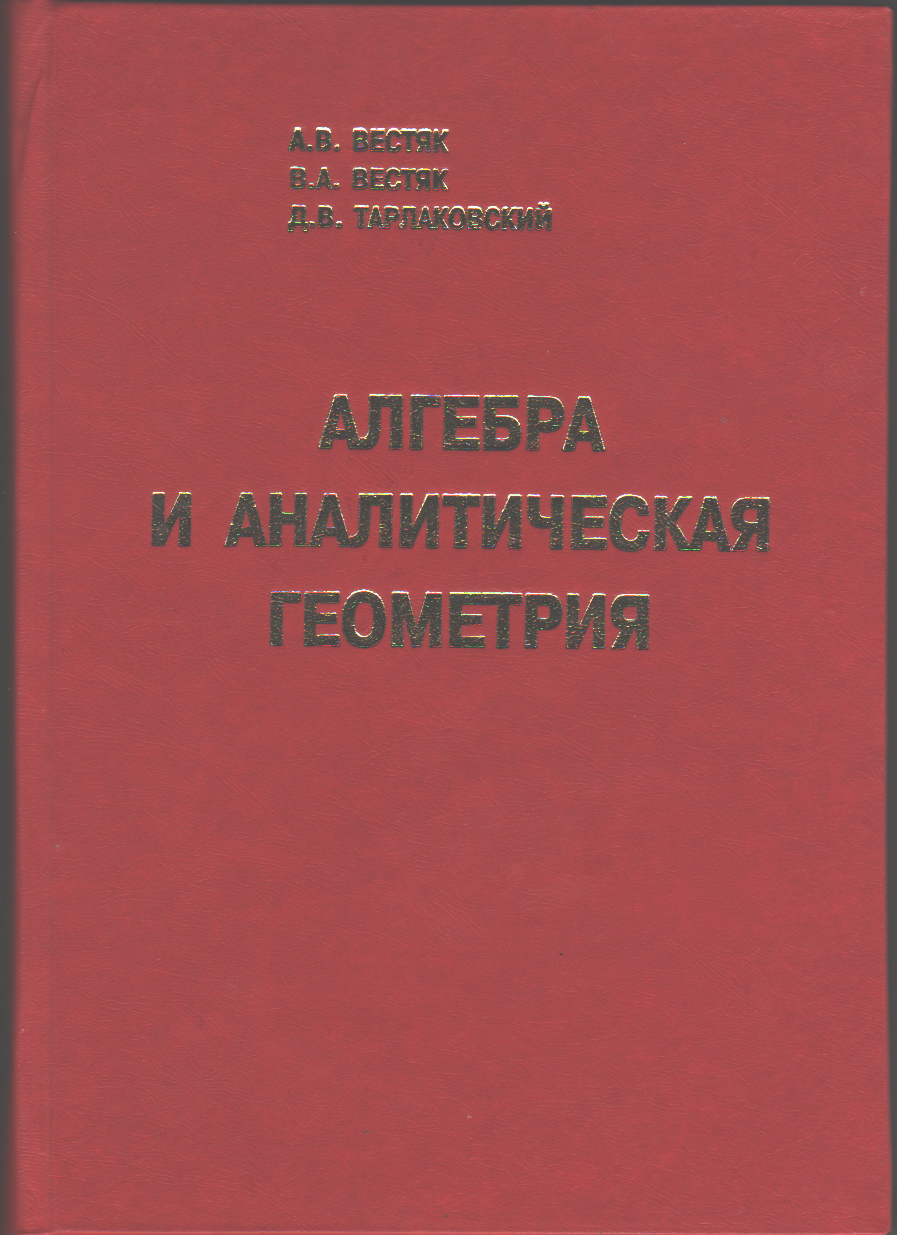 А.В. ВЕСТЯК
В.А. ВЕСТЯК
Д.В. ТАРЛАКОВСКИЙ
АЛГЕБРА
И АНАЛИТИЧЕСКАЯ
ГЕОМЕТРИЯ